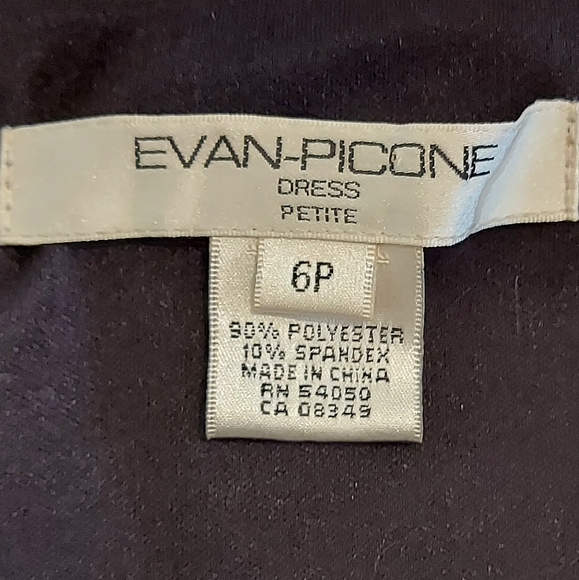 EVAN-PICONE
DRESS
PETITE
6P
90% POLYESTER
10% SPANDEX
MADE IN CHINA
RN 54050
CA 08349